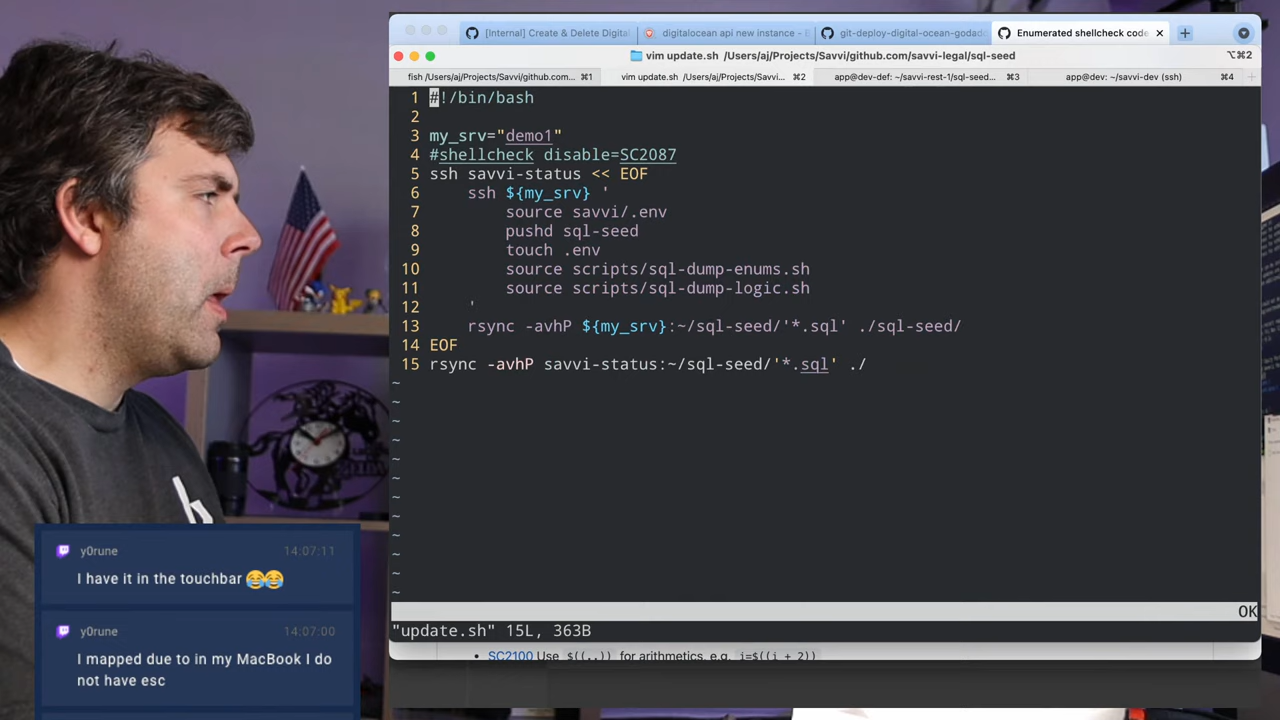 [Internal] Create & Delete Digital
digitalocean api new instance -
git-deploy-digital-ocean-godad
Enumerated shellcheck code
vim update.sh /Users/aj/Projects/Savvi/github.com/savvi-legal/sql-seed
⌥⌘2
fish /Users/aj/Projects/Savvi/github.com... ⌘1
vim update.sh /Users/aj/Projects/Savvi... ⌘2
app@dev-def: ~/savvi-rest-1/sql-seed... ⌘3
app@dev: ~/savvi-dev (ssh) ⌘4
1 #!/bin/bash
2
3 my_srv="demo1"
4 #shellcheck disable=SC2087
5 ssh savvi-status << EOF
6 ssh ${my_srv} '
7 source savvi/.env
8 pushd sql-seed
9 touch .env
10 source scripts/sql-dump-enums.sh
11 source scripts/sql-dump-logic.sh
12 '
13 rsync -avhP ${my_srv}:~/sql-seed/'*.sql' ./sql-seed/
14 EOF
15 rsync -avhP savvi-status:~/sql-seed/'*.sql' ./
~
~
~
~
~
~
~
~
~
~
~
~
OK
"update.sh" 15L, 363B
SC2100 Use $((..)) for arithmetics, e.g. i=$((i + 2))
y0rune 14:07:11
I have it in the touchbar 😂😂
y0rune 14:07:00
I mapped due to in my MacBook I do
not have esc